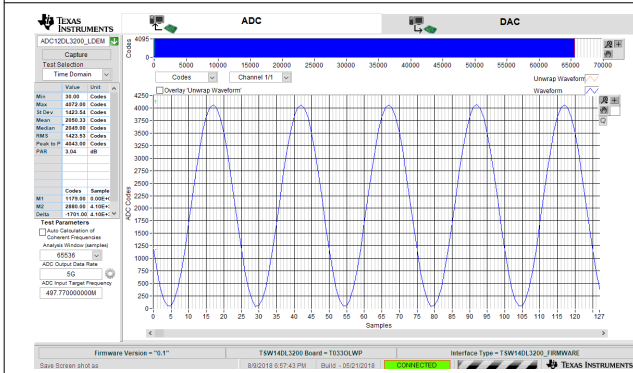 TEXAS INSTRUMENTS
ADC
DAC
ADC12DL3200_LDEM
Capture
Test Selection
Time Domain
Value Unit
Min 30.00 Codes
Max 4072.00 Codes
St Dev 1423.54 Codes
Mean 2050.33 Codes
Median 2049.00 Codes
RMS 1423.53 Codes
Peak to P 4043.00 Codes
PAR 3.04 dB
Codes Sample
M1 1179.00 0.00E+
M2 2880.00 4.10E+
Delta -1701.00 4.10E+
Test Parameters
Auto Calculation of
Coherent Frequencies
Analysis Window (samples)
65536
ADC Output Data Rate
5G
ADC Input Target Frequency
497.770000000M
Codes
4095
0
0 5000 10000 15000 20000 25000 30000 35000 40000 45000 50000 55000 60000 65000 70000
Codes
Channel 1/1
Unwrap Waveform
Overlay 'Unwrap Waveform'
Waveform
ADC Codes
4250
4000
3750
3500
3250
3000
2750
2500
2250
2000
1750
1500
1250
1000
750
500
250
0
0 5 10 15 20 25 30 35 40 45 50 55 60 65 70 75 80 85 90 95 100 105 110 115 120 127
Samples
Firmware Version = "0.1"
TSW14DL3200 Board = T033OLWP
Interface Type = TSW14DL3200_FIRMWARE
Save Screen shot as
8/9/2018 6:57:43 PM
Build - 05/21/2018
CONNECTED
TEXAS INSTRUMENTS